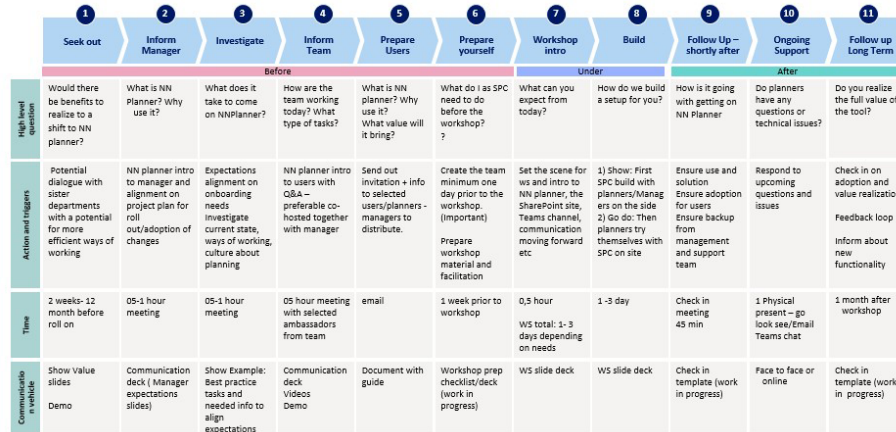 1
2
3
4
5
6
7
8
9
10
11
Seek out
Inform
Manager
Investigate
Inform
Team
Prepare
Users
Prepare
yourself
Workshop
intro
Build
Follow Up –
shortly after
Ongoing
Support
Follow up
Long Term
Before
Under
After
High level
question
Would there
be benefits to
realize to a
shift to NN
planner?
What is NN
Planner? Why
use it?
What does it
take to come
on NNPlanner?
How are the
team working
today? What
type of tasks?
What is NN
planner? Why
use it?
What value will
it bring?
What do I as SPC
need to do
before the
workshop?
?
What can you
expect from
today?
How do we build
a setup for you?
How is it going
with getting on
NN Planner
Do planners
have any
questions or
technical issues?
Do you realize
the full value of
the tool?
Action and triggers
Potential
dialogue with
sister
departments
with a potential
for more
efficient ways of
working
NN planner intro
to manager and
alignment on
project plan for
roll
out/adoption of
changes
Expectations
alignment on
onboarding
needs
Investigate
current state,
ways of working,
culture about
planning
NN planner intro
to users with
Q&A –
preferable co-
hosted together
with manager
Send out
invitation + info
to selected
users/planners -
managers to
distribute.
Create the team
minimum one
day prior to the
workshop.
(Important)
Prepare
workshop
material and
facilitation
Set the scene for
ws and intro to
NN planner, the
SharePoint site,
Teams channel,
communication
moving forward
etc
1) Show: First
SPC build with
planners/Manag
ers on the side
2) Go do: Then
planners try
themselves with
SPC on site
Ensure use and
solution
Ensure adoption
for users
Ensure backup
from
management
and support
team
Respond to
upcoming
questions and
issues
Check in on
adoption and
value realization
Feedback loop
Inform about
new
functionality
Time
2 weeks- 12
month before
roll on
05-1 hour
meeting
05-1 hour
meeting
05 hour meeting
with selected
ambassadors
from team
email
1 week prior to
workshop
0,5 hour
WS total: 1- 3
days depending
on needs
1 -3 day
Check in
meeting
45 min
1 Physical
present – go
look see/Email
Teams chat
1 month after
workshop
Communicatio
n vehicle
Show Value
slides
Demo
Communication
deck ( Manager
expectations
slides)
Show Example:
Best practice
tasks and
needed info to
align
expectations
Communication
deck
Videos
Demo
Document with
guide
Workshop prep
checklist/deck
(work in
progress)
WS slide deck
WS slide deck
Check in
template (work
in progress)
Face to face or
online
Check in
template (work
in progress)